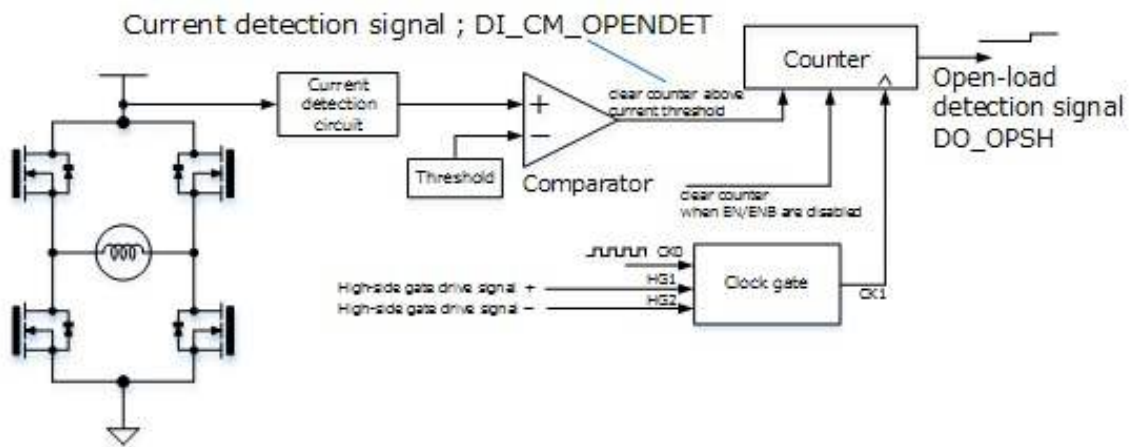 Current detection signal ; DI_CM_OPENDET
Current
detection
circuit
+
−
Threshold
Comparator
clear counter above
current threshold
Counter
Open-load
detection signal
DO_OPSH
clear counter
when EN/ENB are disabled
CK0
High-side gate drive signal +
HG1
High-side gate drive signal −
HG2
Clock gate
CK1